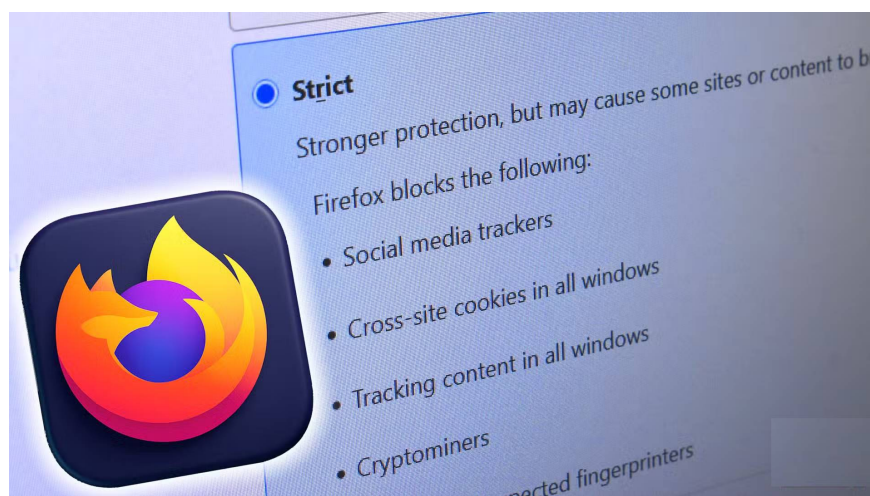 Strict
Stronger protection, but may cause some sites or content to
Firefox blocks the following:
• Social media trackers
• Cross-site cookies in all windows
• Tracking content in all windows
• Cryptominers
fingerprinters